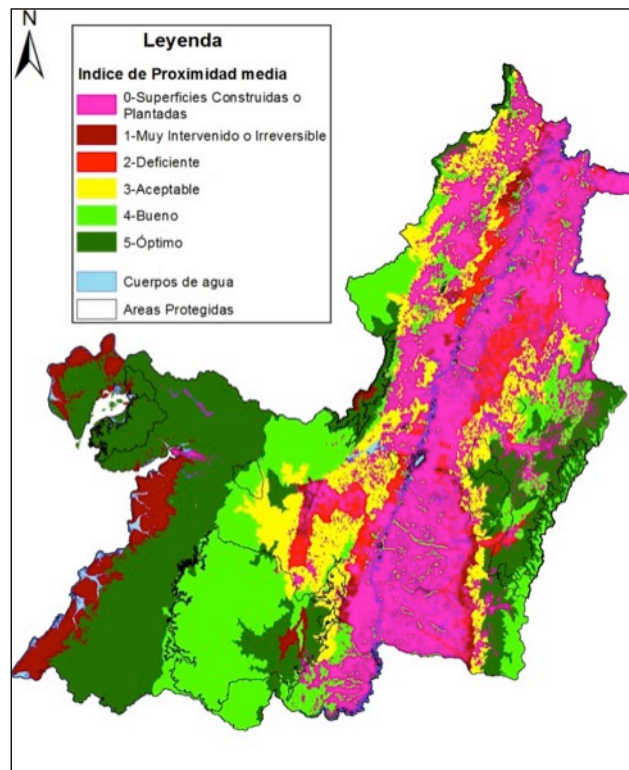 N
Leyenda
Indice de Proximidad media
0-Superficies Construidas o
Plantadas
1-Muy Intervenido o Irreversible
2-Deficiente
3-Aceptable
4-Bueno
5-Óptimo
Cuerpos de agua
Areas Protegidas